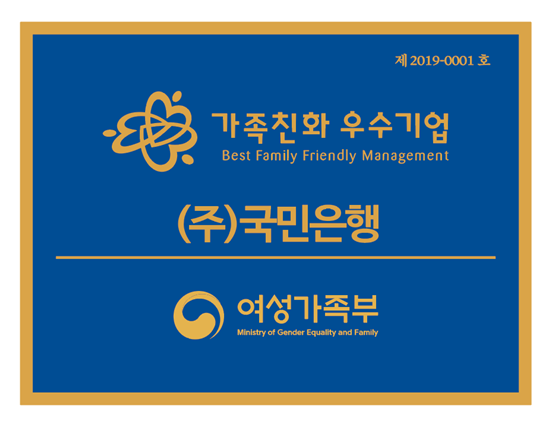 제 2019-0001 호
가족친화 우수기업
Best Family Friendly Management
(주)국민은행
여성가족부
Ministry of Gender Equality and Family